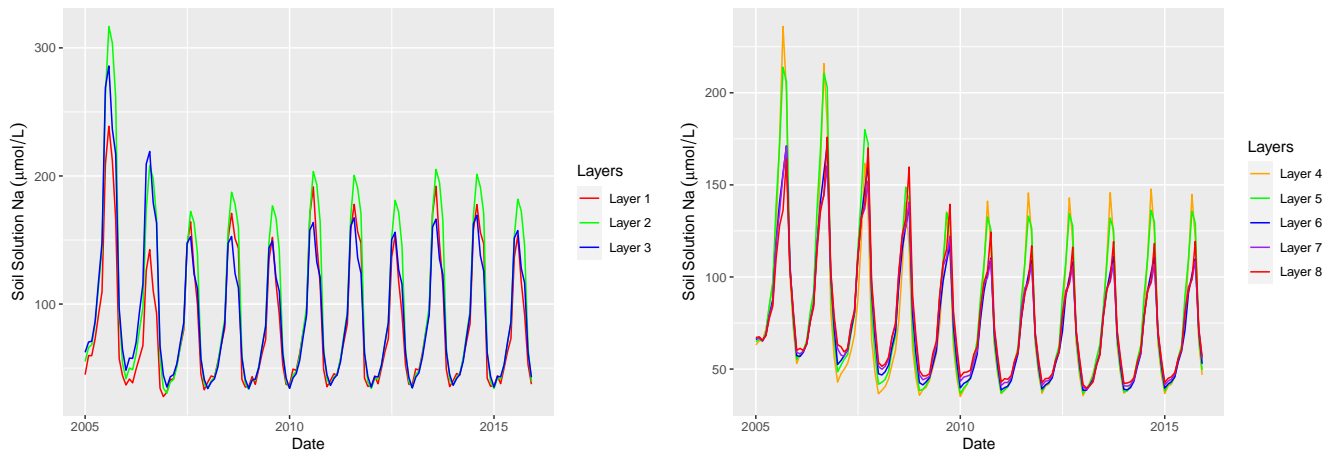 300
200
100
Soil Solution Na (μmol/L)
2005
2010
2015
Date
Layers
Layer 1
Layer 2
Layer 3
200
150
100
50
Soil Solution Na (μmol/L)
2005
2010
2015
Date
Layers
Layer 4
Layer 5
Layer 6
Layer 7
Layer 8